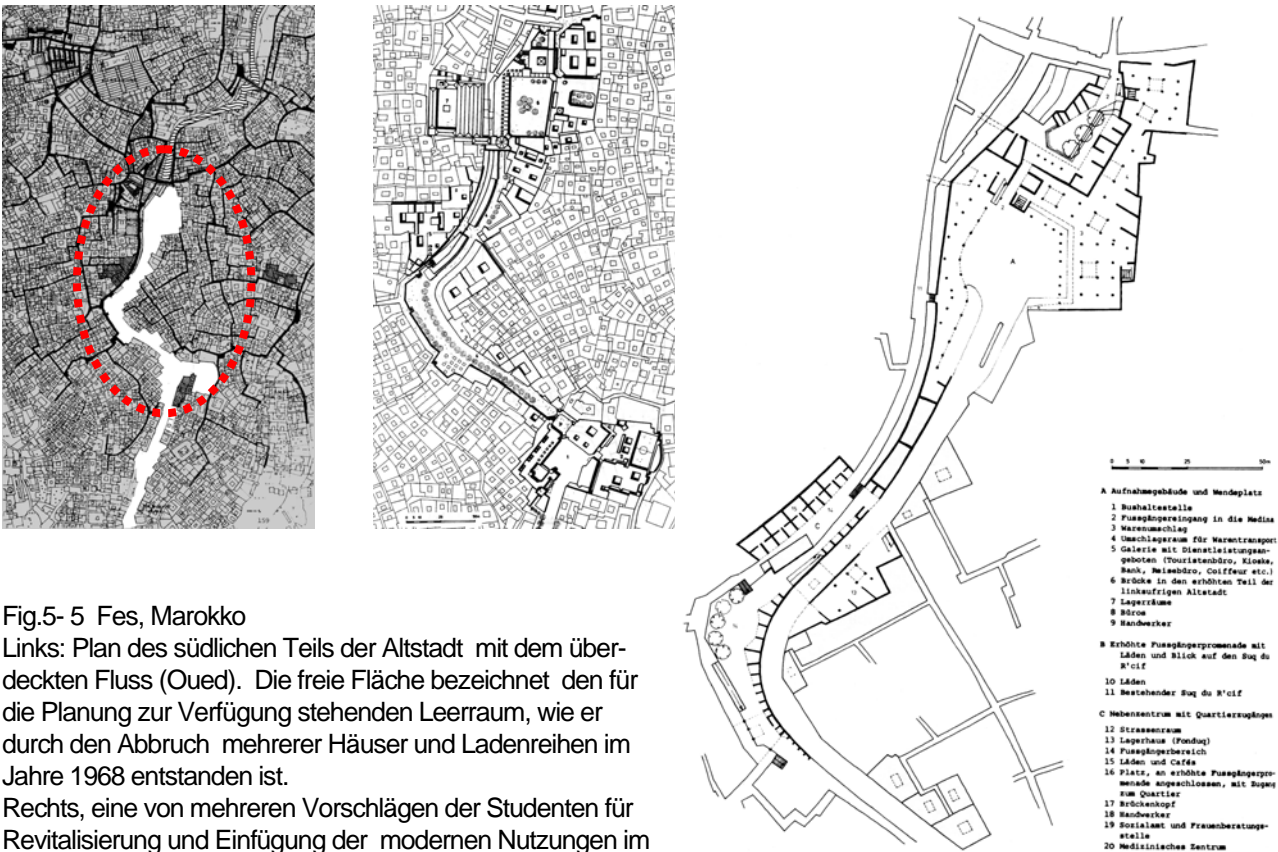 Fig.5- 5 Fes, Marokko
Links: Plan des südlichen Teils der Altstadt mit dem über-
deckten Fluss (Oued). Die freie Fläche bezeichnet den für
die Planung zur Verfügung stehenden Leerraum, wie er
durch den Abbruch mehrerer Häuser und Ladenreihen im
Jahre 1968 entstanden ist.
Rechts, eine von mehreren Vorschlägen der Studenten für
Revitalisierung und Einfügung der modernen Nutzungen im
0 5 10 25 50m
A Aufnahmegebäude und Wendeplatz
1 Bushaltestelle
2 Fussgängereingang in die Medina
3 Warenumschlag
4 Umschlagsraum für Warentransport
5 Galerie mit Dienstleistungsan-
geboten (Touristenbüro, Kioske,
Bank, Reisebüro, Coiffeur etc.)
6 Brücke in den erhöhten Teil der
linksufrigen Altstadt
7 Lagerräume
8 Büros
9 Handwerker
B Erhöhte Fussgängerpromenade mit
Läden und Blick auf den Suq du
R'cif
10 Läden
11 Bestehender Suq du R'cif
C Nebenzentrum mit Quartierzugängen
12 Strassenraum
13 Lagerhaus (Fonduq)
14 Fussgängerbereich
15 Läden und Cafés
16 Platz, an erhöhte Fussgängerpro-
menade angeschlossen, mit Zugang
zum Quartier
17 Brückenkopf
18 Handwerker
19 Sozialamt und Frauenberatungs-
stelle
20 Medizinisches Zentrum
A
C
159